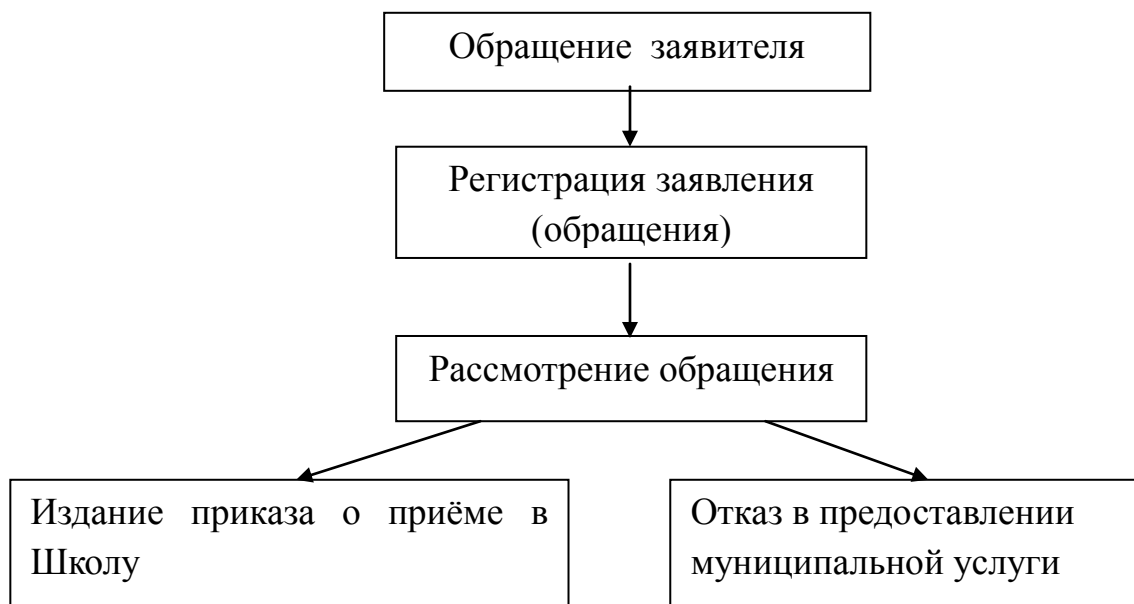 Обращение заявителя
Регистрация заявления
(обращения)
Рассмотрение обращения
Издание приказа о приёме в
Школу
Отказ в предоставлении
муниципальной услуги